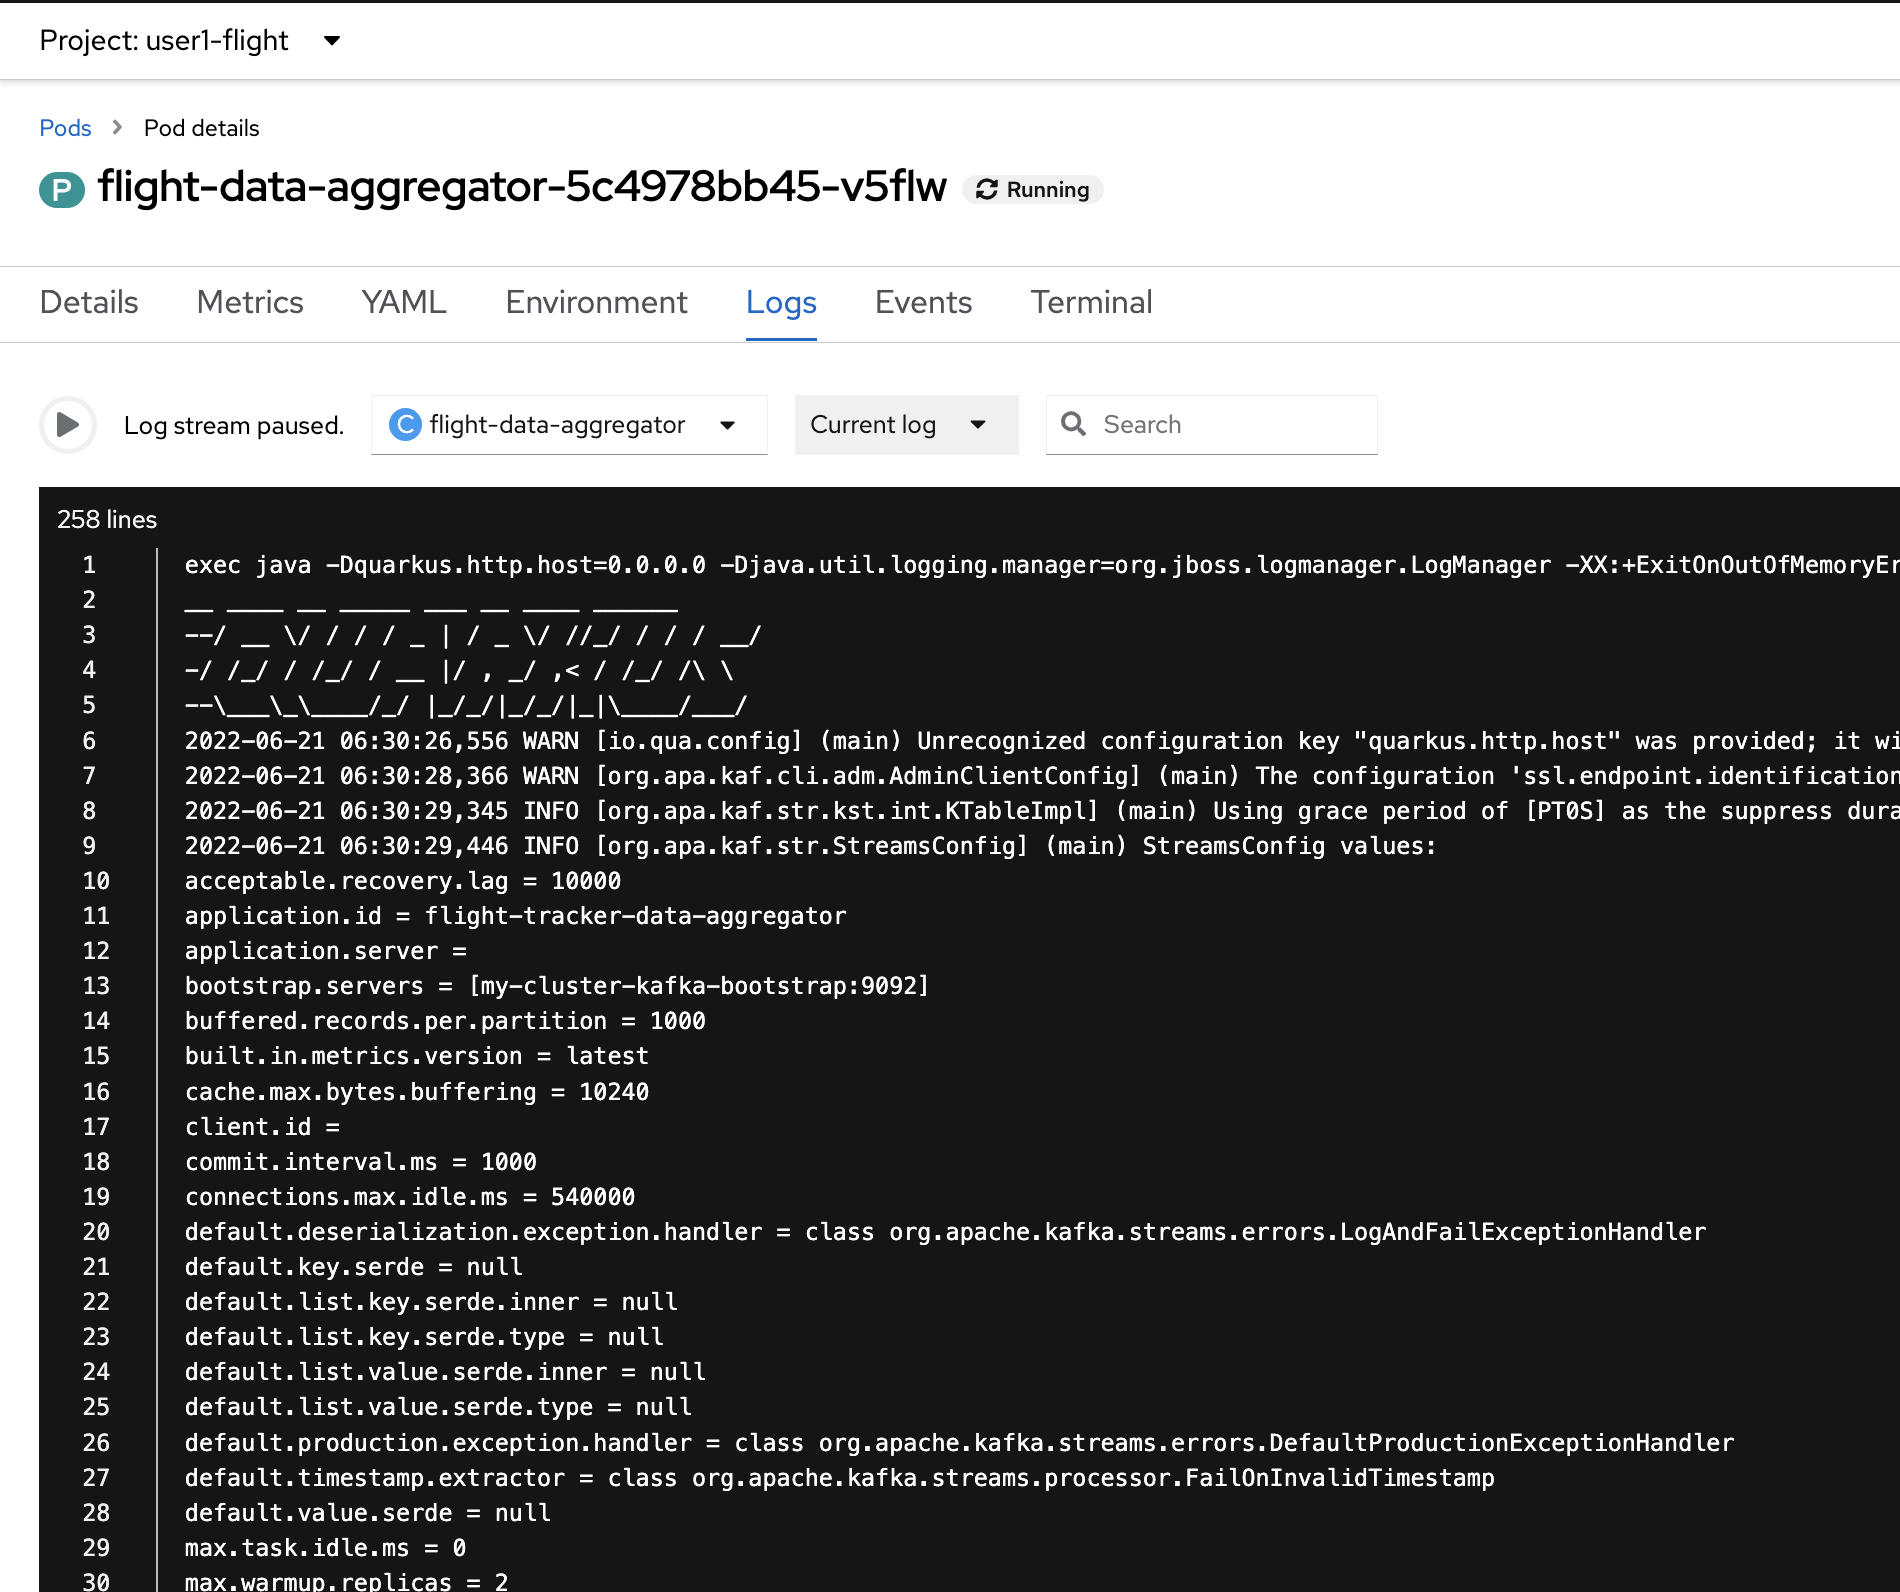 Project: user1-flight
Pods > Pod details
P flight-data-aggregator-5c4978bb45-v5flw Running
Details Metrics YAML Environment Logs Events Terminal
Log stream paused. C flight-data-aggregator Current log Search
258 lines
1 exec java -Dquarkus.http.host=0.0.0.0 -Djava.util.logging.manager=org.jboss.logmanager.LogManager -XX:+ExitOnOutOfMemoryEr
2 __ ____ __ _____ ___ __ ____ ______
3 --/ __ \/ / / / _ | / _ \/ //_/ / / / __/
4 -/ /_/ / /_/ / __ |/ , _/ ,< / /_/ /\ \
5 --\___\_\____/_/ |_/_/|_/_/|_|\____/___/
6 2022-06-21 06:30:26,556 WARN [io.qua.config] (main) Unrecognized configuration key "quarkus.http.host" was provided; it wi
7 2022-06-21 06:30:28,366 WARN [org.apa.kaf.cli.adm.AdminClientConfig] (main) The configuration 'ssl.endpoint.identification
8 2022-06-21 06:30:29,345 INFO [org.apa.kaf.str.kst.int.KTableImpl] (main) Using grace period of [PT0S] as the suppress dura
9 2022-06-21 06:30:29,446 INFO [org.apa.kaf.str.StreamsConfig] (main) StreamsConfig values:
10 acceptable.recovery.lag = 10000
11 application.id = flight-tracker-data-aggregator
12 application.server =
13 bootstrap.servers = [my-cluster-kafka-bootstrap:9092]
14 buffered.records.per.partition = 1000
15 built.in.metrics.version = latest
16 cache.max.bytes.buffering = 10240
17 client.id =
18 commit.interval.ms = 1000
19 connections.max.idle.ms = 540000
20 default.deserialization.exception.handler = class org.apache.kafka.streams.errors.LogAndFailExceptionHandler
21 default.key.serde = null
22 default.list.key.serde.inner = null
23 default.list.key.serde.type = null
24 default.list.value.serde.inner = null
25 default.list.value.serde.type = null
26 default.production.exception.handler = class org.apache.kafka.streams.errors.DefaultProductionExceptionHandler
27 default.timestamp.extractor = class org.apache.kafka.streams.processor.FailOnInvalidTimestamp
28 default.value.serde = null
29 max.task.idle.ms = 0
30 max.warmup.replicas = 2